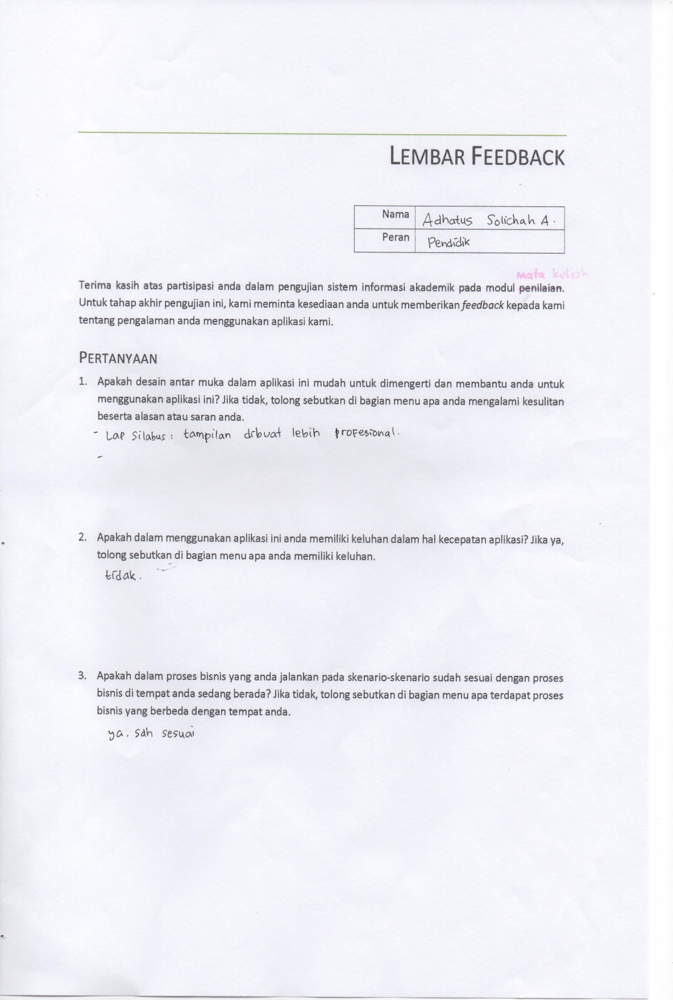 LEMBAR FEEDBACK
Nama Adhatus Solichah A.
Peran Pendidik
mata kuliah
Terima kasih atas partisipasi anda dalam pengujian sistem informasi akademik pada modul penilaian.
Untuk tahap akhir pengujian ini, kami meminta kesediaan anda untuk memberikan feedback kepada kami
tentang pengalaman anda menggunakan aplikasi kami.
PERTANYAAN
1. Apakah desain antar muka dalam aplikasi ini mudah untuk dimengerti dan membantu anda untuk
menggunakan aplikasi ini? Jika tidak, tolong sebutkan di bagian menu apa anda mengalami kesulitan
beserta alasan atau saran anda.
- Lap Silabus : tampilan dibuat lebih profesional.
-
2. Apakah dalam menggunakan aplikasi ini anda memiliki keluhan dalam hal kecepatan aplikasi? Jika ya,
tolong sebutkan di bagian menu apa anda memiliki keluhan.
tidak.
3. Apakah dalam proses bisnis yang anda jalankan pada skenario-skenario sudah sesuai dengan proses
bisnis di tempat anda sedang berada? Jika tidak, tolong sebutkan di bagian menu apa terdapat proses
bisnis yang berbeda dengan tempat anda.
ya. sdh sesuai